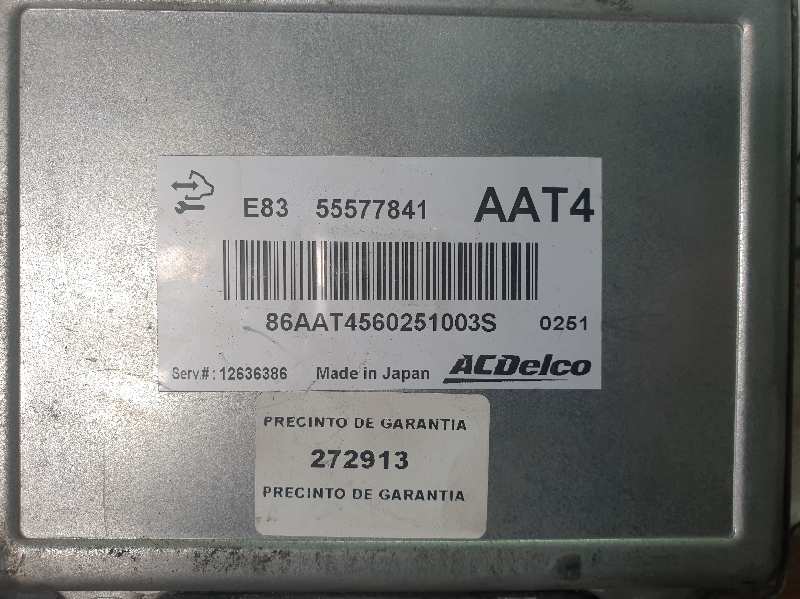 E83 55577841 AAT4
86AAT4560251003S 0251
Serv.#: 12636386 Made in Japan ACDelco
PRECINTO DE GARANTIA
272913
PRECINTO DE GARANTIA